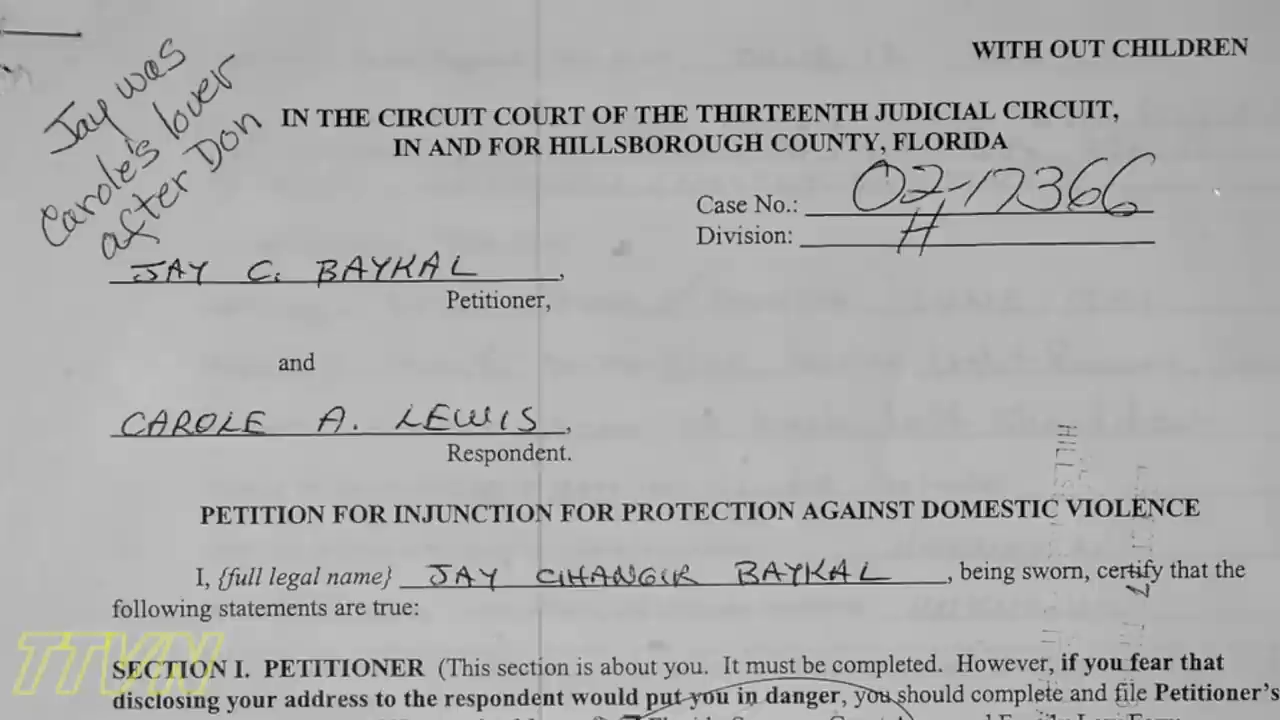 WITH OUT CHILDREN
Jay was
Carole's lover
after Don
IN THE CIRCUIT COURT OF THE THIRTEENTH JUDICIAL CIRCUIT,
IN AND FOR HILLSBOROUGH COUNTY, FLORIDA
Case No.: 02-17366
Division: H
JAY C. BAYKAL,
Petitioner,
and
CAROLE A. LEWIS,
Respondent.
PETITION FOR INJUNCTION FOR PROTECTION AGAINST DOMESTIC VIOLENCE
I, {full legal name} JAY CIHANGIR BAYKAL, being sworn, certify that the
following statements are true:
SECTION I. PETITIONER (This section is about you. It must be completed. However, if you fear that
disclosing your address to the respondent would put you in danger, you should complete and file Petitioner's
TTVN